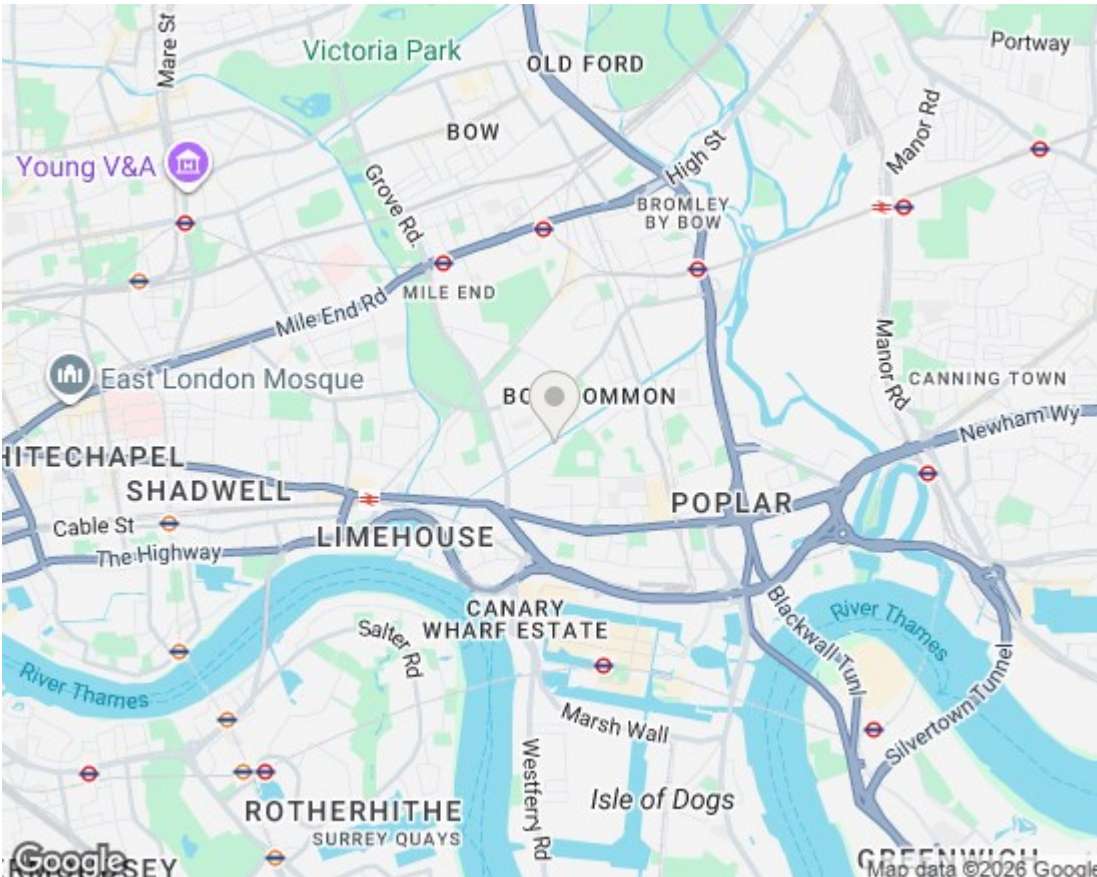 Mare St
Victoria Park
OLD FORD
Portway
BOW
Manor Rd
High St
Young V&A
Grove Rd.
BROMLEY
BY BOW
MILE END
Mile End Rd
Manor Rd
East London Mosque
BO OMMON
CANNING TOWN
Newham Wy
HITECHAPEL
SHADWELL
POPLAR
Cable St
LIMEHOUSE
The Highway
CANARY
WHARF ESTATE
Blackwall Tunl
River Thames
Salter Rd
River Thames
Marsh Wall
Silvertown Tunnel
Westferry Rd
Isle of Dogs
ROTHERHITHE
SURREY QUAYS
Google
GREENWICH
Map data ©2026 Google